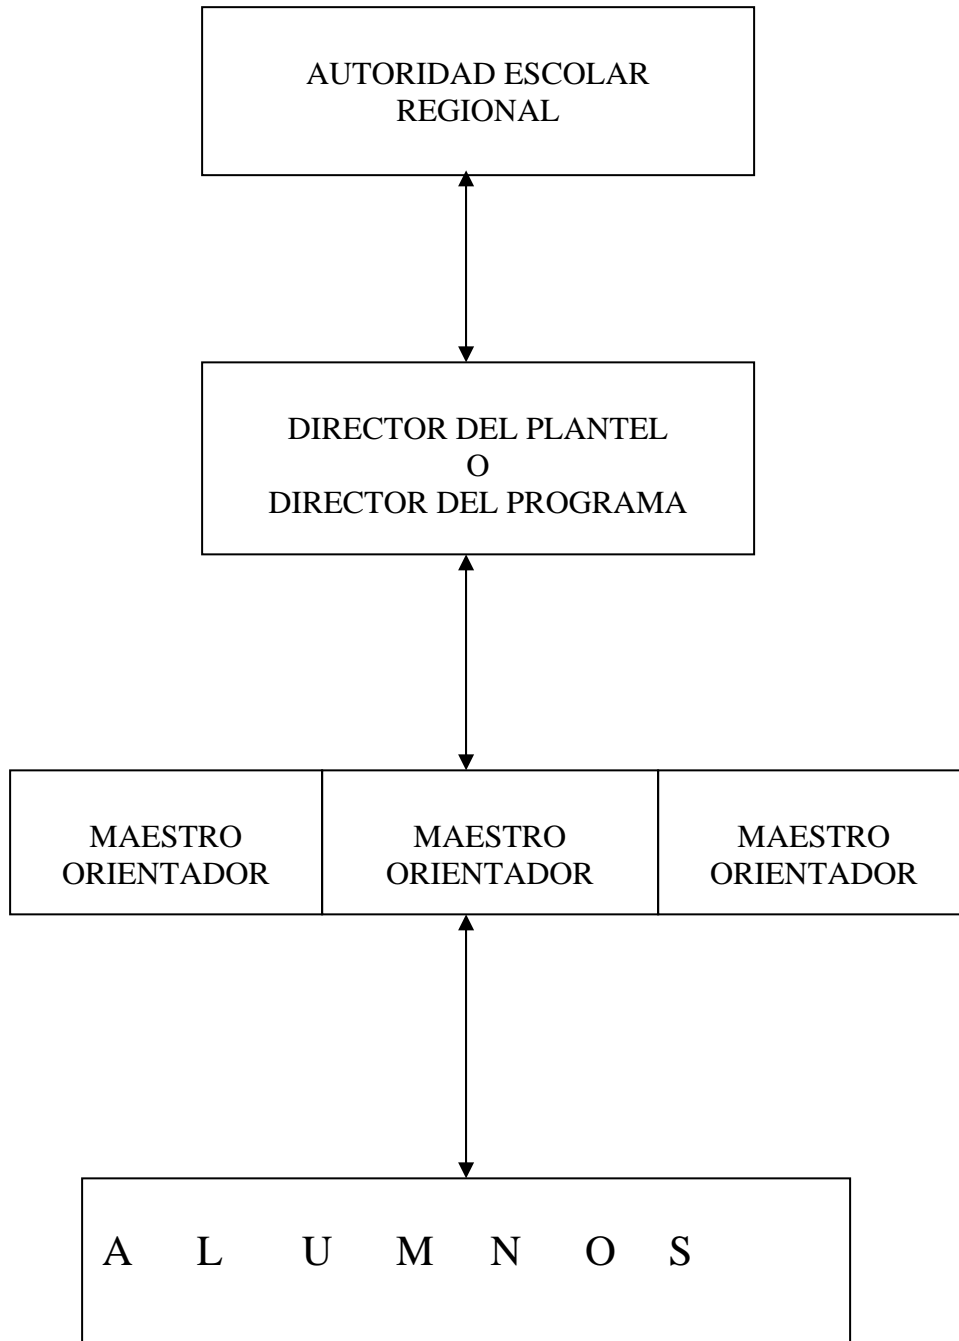 AUTORIDAD ESCOLAR
REGIONAL
DIRECTOR DEL PLANTEL
O
DIRECTOR DEL PROGRAMA
MAESTRO
ORIENTADOR
MAESTRO
ORIENTADOR
MAESTRO
ORIENTADOR
A L U M N O S